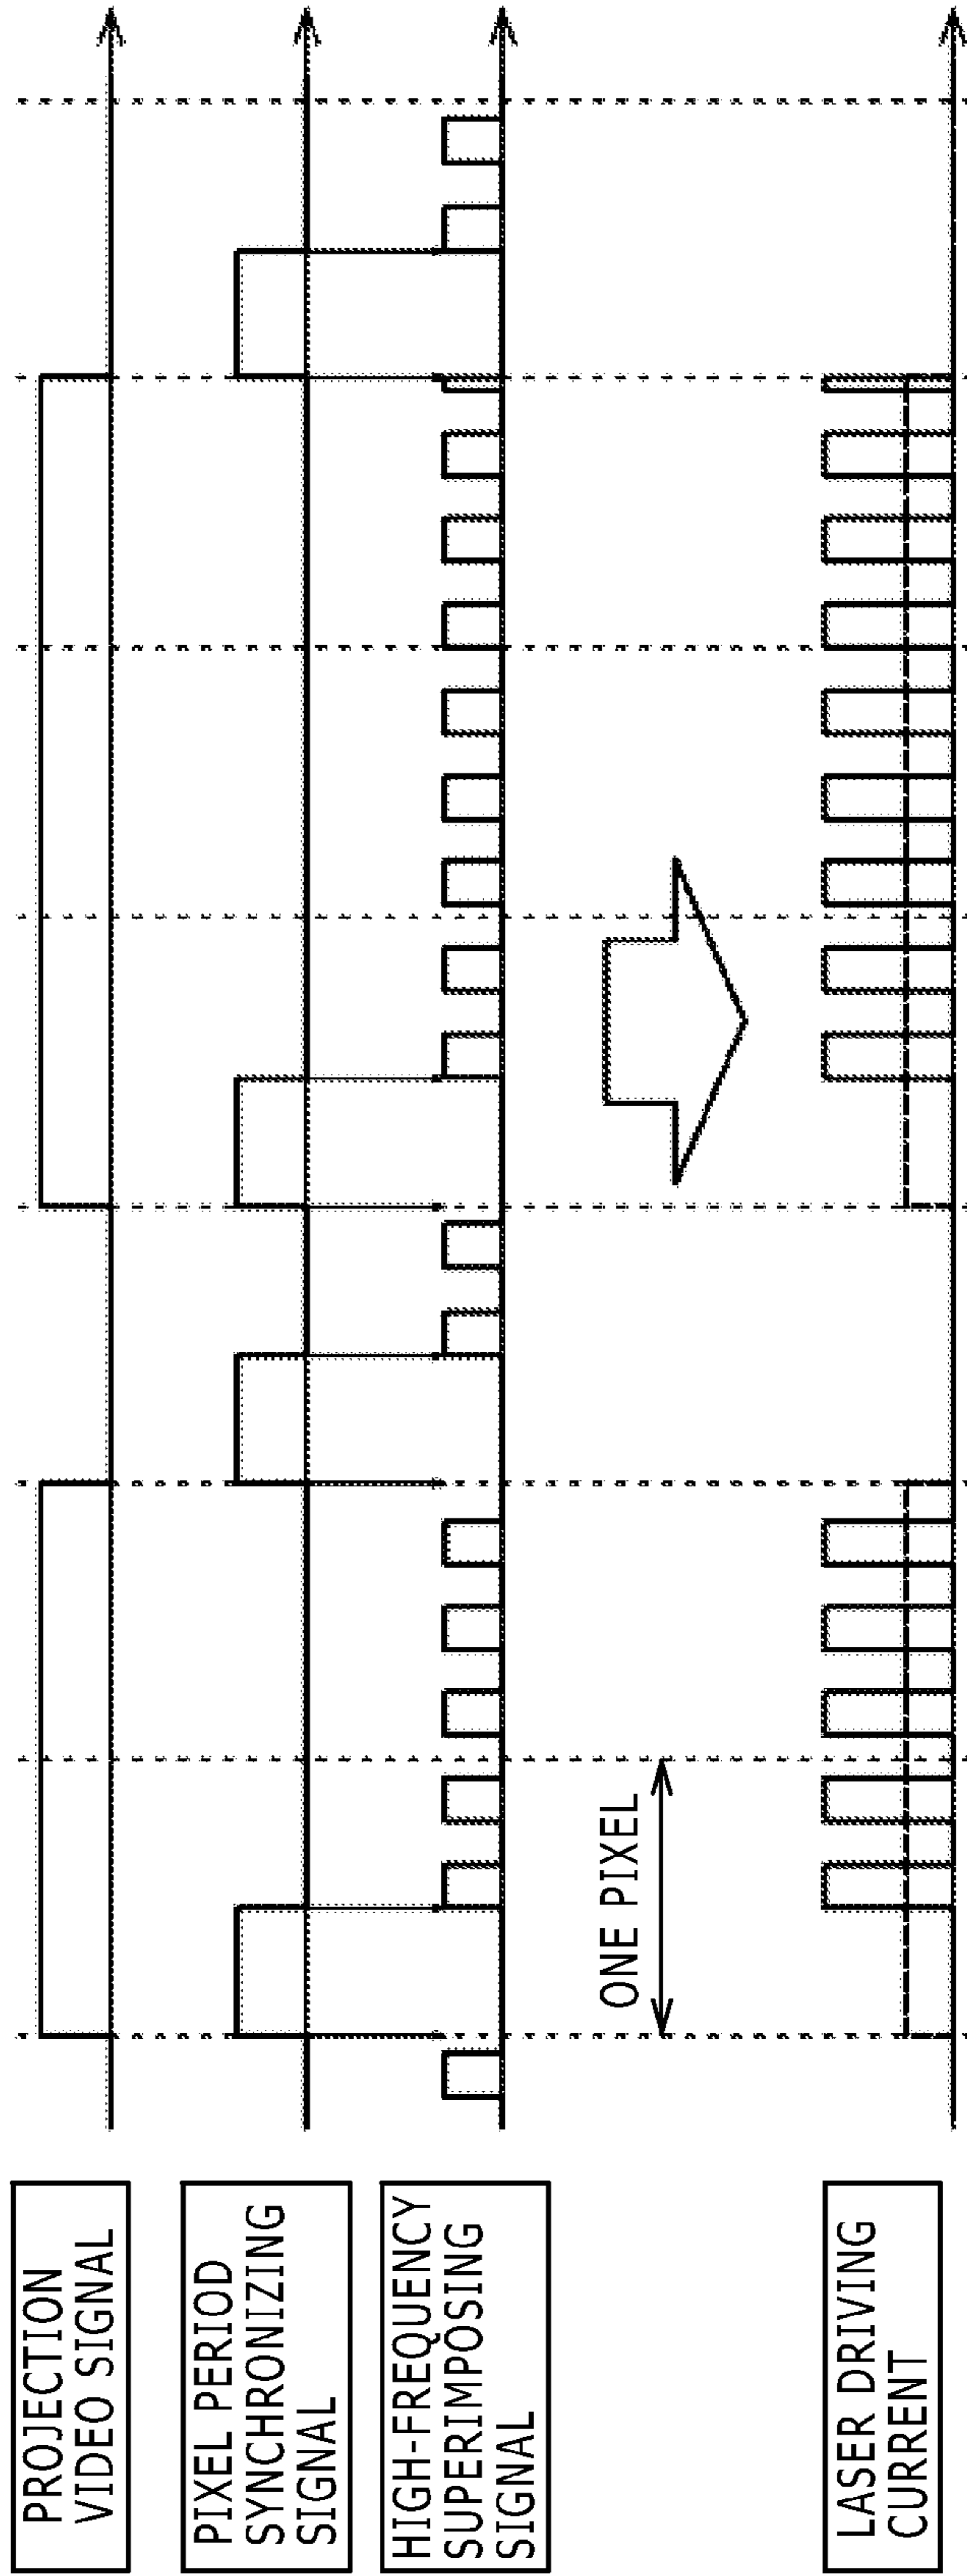 PROJECTION
VIDEO SIGNAL
PIXEL PERIOD
SYNCHRONIZING
SIGNAL
HIGH-FREQUENCY
SUPERIMPOSING
SIGNAL
ONE PIXEL
LASER DRIVING
CURRENT